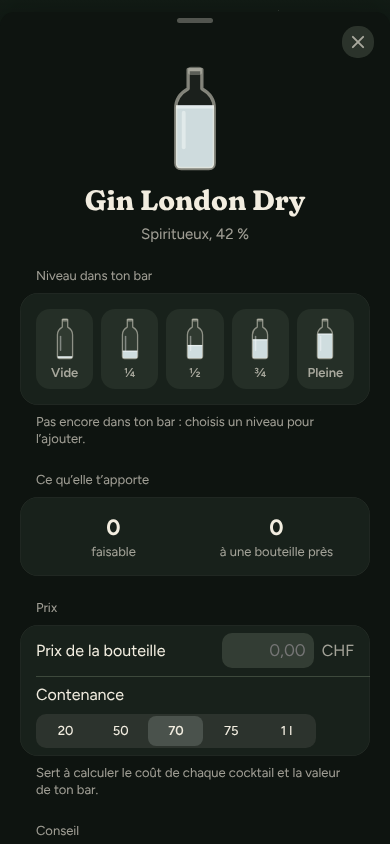 Gin London Dry
Spiritueux, 42 %
Niveau dans ton bar
Vide ¼ ½ ¾ Pleine
Pas encore dans ton bar : choisis un niveau pour
l’ajouter.
Ce qu’elle t’apporte
0 0
faisable à une bouteille près
Prix
Prix de la bouteille 0,00 CHF
Contenance
20 50 70 75 1 l
Sert à calculer le coût de chaque cocktail et la valeur
de ton bar.
Conseil